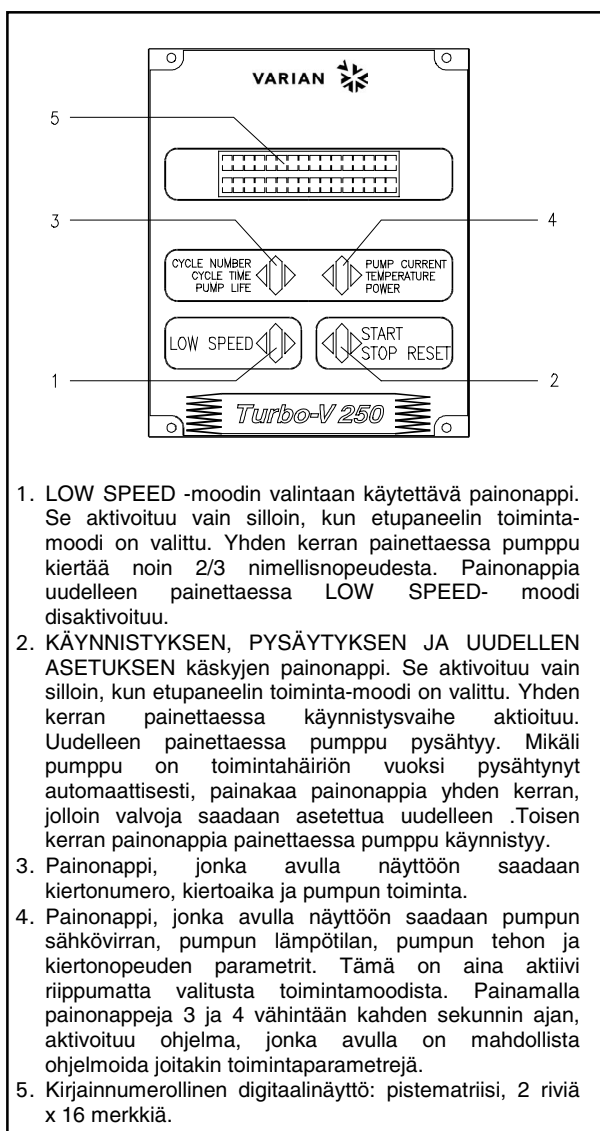 VARIAN
5
3
4
CYCLE NUMBER
CYCLE TIME
PUMP LIFE
PUMP CURRENT
TEMPERATURE
POWER
LOW SPEED
START
STOP RESET
1
2
Turbo-V 250
1. LOW SPEED -moodin valintaan käytettävä painonappi.
Se aktivoituu vain silloin, kun etupaneelin toiminta-
moodi on valittu. Yhden kerran painettaessa pumppu
kiertää noin 2/3 nimellisnopeudesta. Painonappia
uudelleen painettaessa LOW SPEED- moodi
disaktivoituu.
2. KÄYNNISTYKSEN, PYSÄYTYKSEN JA UUDELLEN
ASETUKSEN käskyjen painonappi. Se aktivoituu vain
silloin, kun etupaneelin toiminta-moodi on valittu. Yhden
kerran painettaessa käynnistysvaihe aktioituu.
Uudelleen painettaessa pumppu pysähtyy. Mikäli
pumppu on toimintahäiriön vuoksi pysähtynyt
automaattisesti, painakaa painonappia yhden kerran,
jolloin valvoja saadaan asetettua uudelleen .Toisen
kerran painonappia painettaessa pumppu käynnistyy.
3. Painonappi, jonka avulla näyttöön saadaan
kiertonumero, kiertoaika ja pumpun toiminta.
4. Painonappi, jonka avulla näyttöön saadaan pumpun
sähkövirran, pumpun lämpötilan, pumpun tehon ja
kiertonopeuden parametrit. Tämä on aina aktiivi
riippumatta valitusta toimintamoodista. Painamalla
painonappeja 3 ja 4 vähintään kahden sekunnin ajan,
aktivoituu ohjelma, jonka avulla on mahdollista
ohjelmoida joitakin toimintaparametrejä.
5. Kirjainnumerollinen digitaalinäyttö: pistematriisi, 2 riviä
x 16 merkkiä.